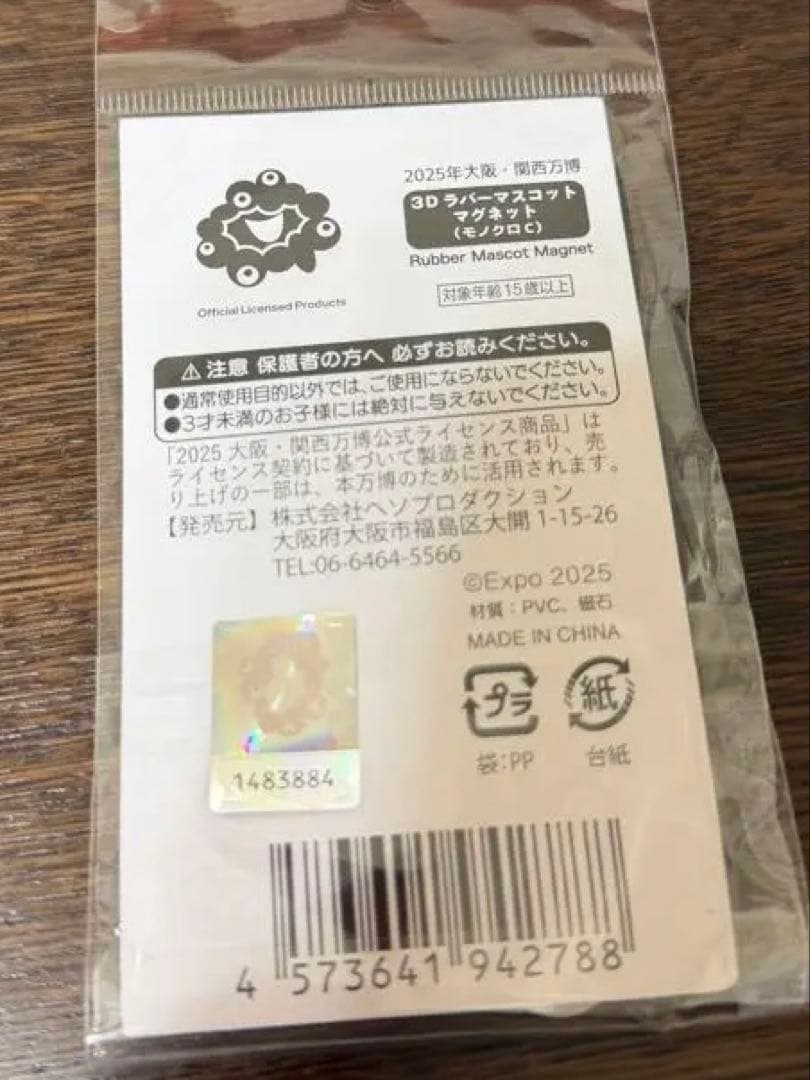 Official Licensed Products
2025年大阪・関西万博
3Dラバーマスコット
マグネット
(モノクロC)
Rubber Mascot Magnet
対象年齢15歳以上
⚠注意 保護者の方へ 必ずお読みください。
●通常使用目的以外では、ご使用にならないでください。
●3才未満のお子様には絶対に与えないでください。
「2025 大阪・関西万博公式ライセンス商品」は
ライセンス契約に基づいて製造されており、売
り上げの一部は、本万博のために活用されます。
【発売元】株式会社ヘソプロダクション
大阪府大阪市福島区大開 1-15-26
TEL:06-6464-5566
©Expo 2025
材質：PVC、磁石
MADE IN CHINA
プラ
紙
袋:PP
台紙
1483884
4 573641 942788